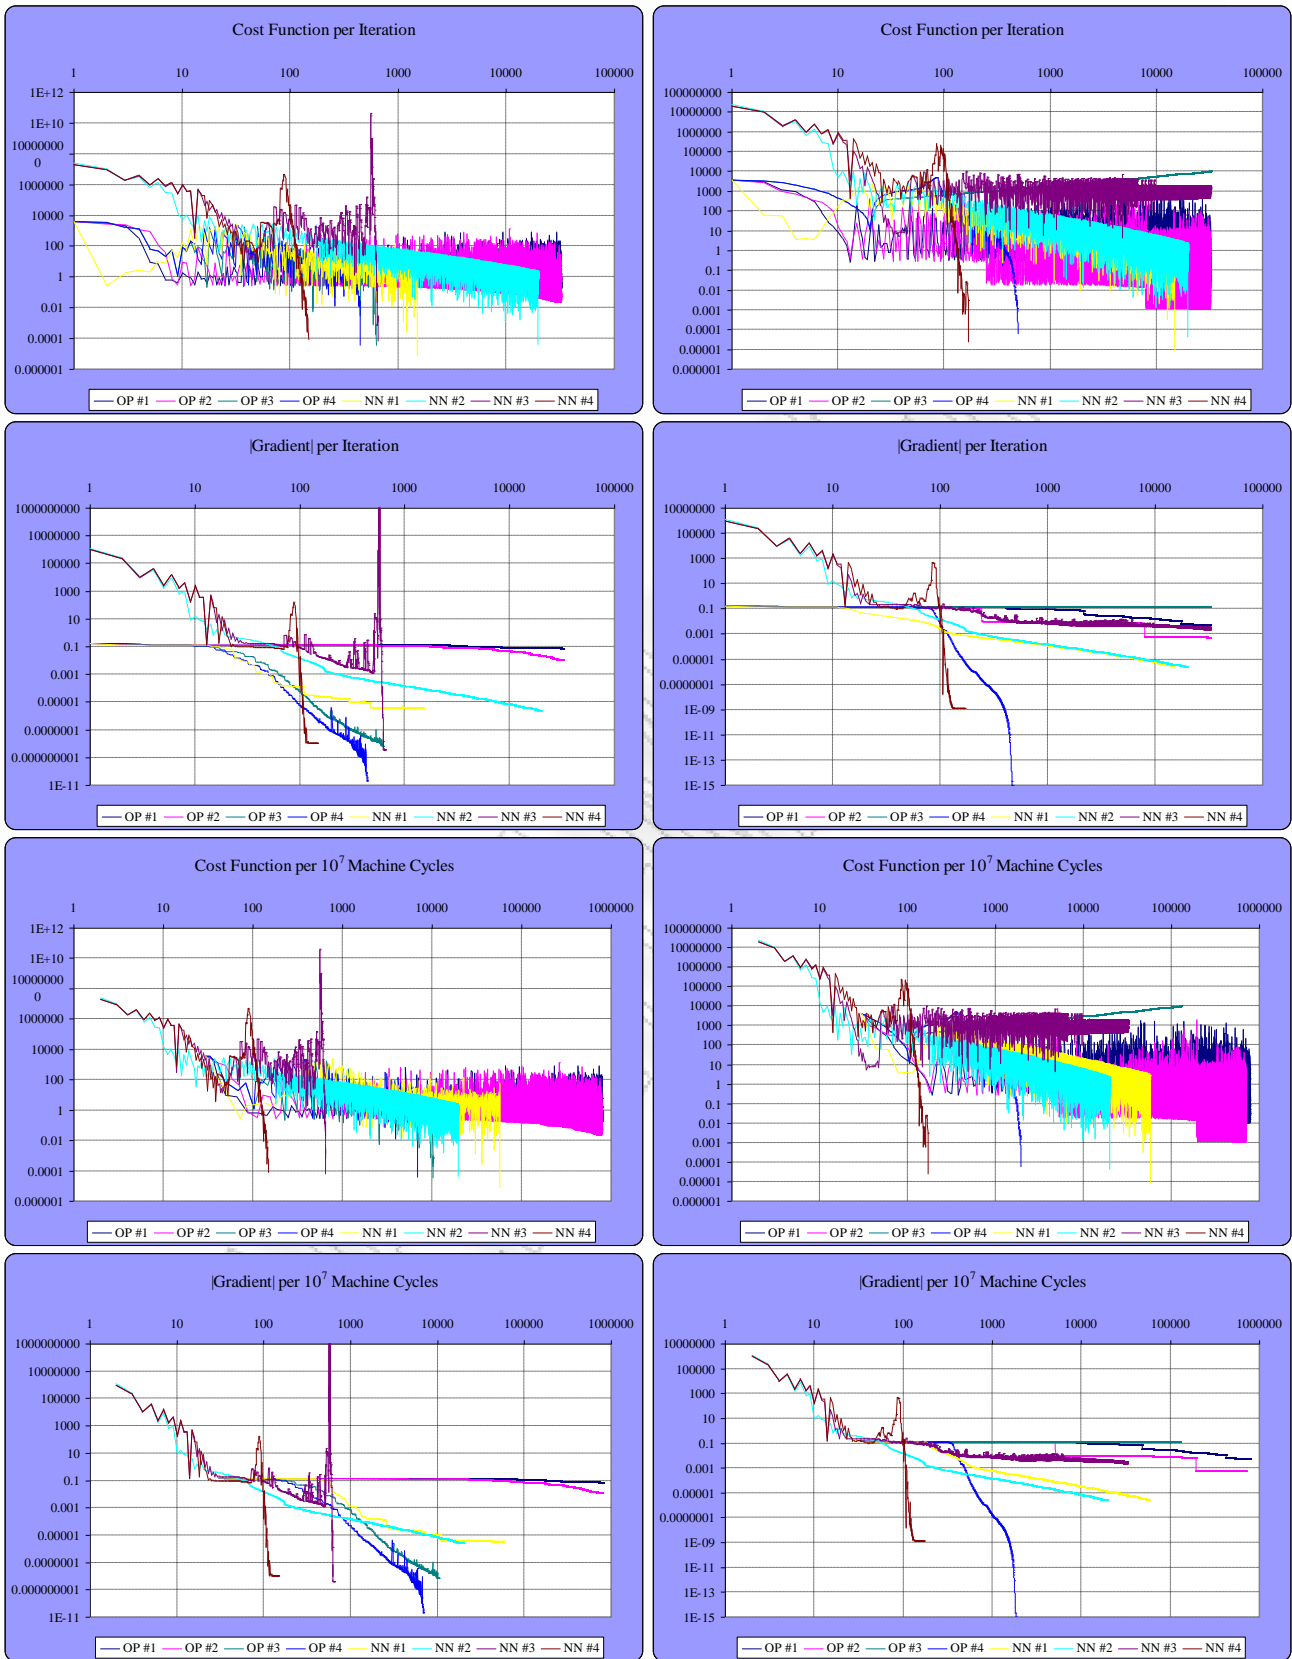 Cost Function per Iteration
1 10 100 1000 10000 100000
1E+12
1E+10
10000000
0
1000000
10000
100
1
0.01
0.0001
0.000001
OP #1 OP #2 OP #3 OP #4 NN #1 NN #2 NN #3 NN #4
Cost Function per Iteration
1 10 100 1000 10000 100000
100000000
10000000
1000000
100000
10000
1000
100
10
1
0.1
0.01
0.001
0.0001
0.00001
0.000001
OP #1 OP #2 OP #3 OP #4 NN #1 NN #2 NN #3 NN #4
|Gradient| per Iteration
1 10 100 1000 10000 100000
1000000000
10000000
100000
1000
10
0.1
0.001
0.00001
0.0000001
0.000000001
1E-11
OP #1 OP #2 OP #3 OP #4 NN #1 NN #2 NN #3 NN #4
|Gradient| per Iteration
1 10 100 1000 10000 100000
10000000
100000
1000
10
0.1
0.001
0.00001
0.0000001
1E-09
1E-11
1E-13
1E-15
OP #1 OP #2 OP #3 OP #4 NN #1 NN #2 NN #3 NN #4
Cost Function per 10⁷ Machine Cycles
1 10 100 1000 10000 100000 1000000
1E+12
1E+10
10000000
0
1000000
10000
100
1
0.01
0.0001
0.000001
OP #1 OP #2 OP #3 OP #4 NN #1 NN #2 NN #3 NN #4
Cost Function per 10⁷ Machine Cycles
1 10 100 1000 10000 100000 1000000
100000000
10000000
1000000
100000
10000
1000
100
10
1
0.1
0.01
0.001
0.0001
0.00001
0.000001
OP #1 OP #2 OP #3 OP #4 NN #1 NN #2 NN #3 NN #4
|Gradient| per 10⁷ Machine Cycles
1 10 100 1000 10000 100000 1000000
1000000000
10000000
100000
1000
10
0.1
0.001
0.00001
0.0000001
0.000000001
1E-11
OP #1 OP #2 OP #3 OP #4 NN #1 NN #2 NN #3 NN #4
|Gradient| per 10⁷ Machine Cycles
1 10 100 1000 10000 100000 1000000
10000000
100000
1000
10
0.1
0.001
0.00001
0.0000001
1E-09
1E-11
1E-13
1E-15
OP #1 OP #2 OP #3 OP #4 NN #1 NN #2 NN #3 NN #4